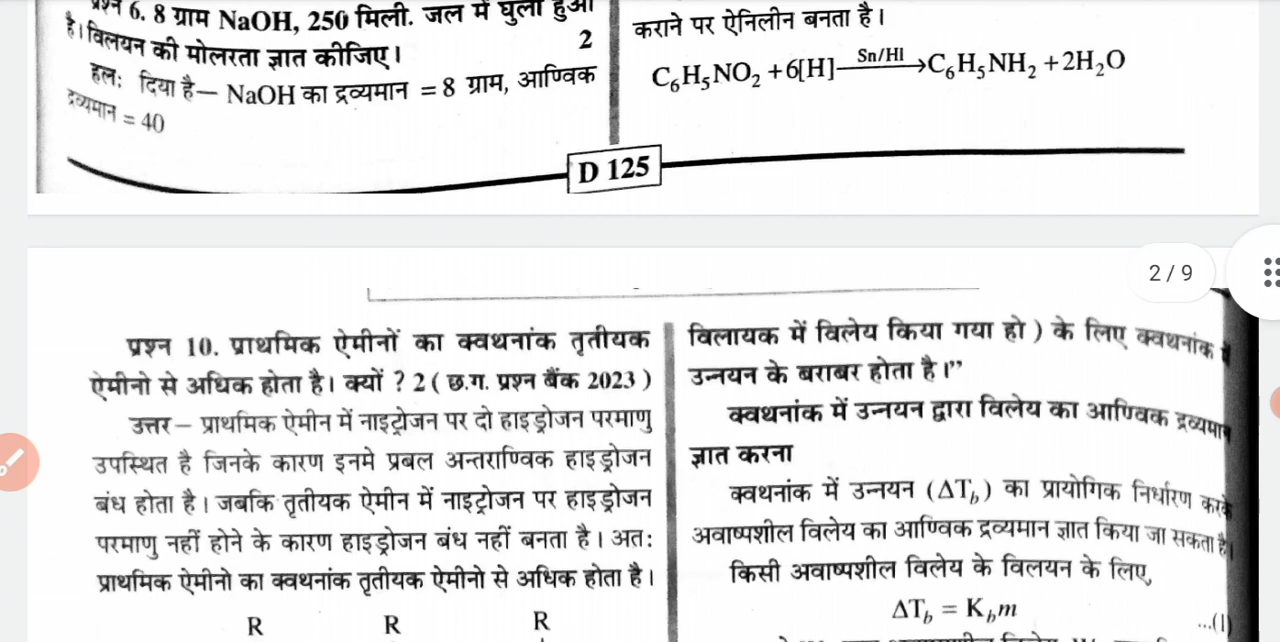 प्रश्न 6. 8 ग्राम NaOH, 250 मिली. जल में घुला हुआ
है। विलयन की मोलरता ज्ञात कीजिए। 2
हल: दिया है— NaOH का द्रव्यमान = 8 ग्राम, आण्विक
द्रव्यमान = 40
कराने पर ऐनिलीन बनता है।
C₆H₅NO₂ +6[H] —Sn/HI→ C₆H₅NH₂ +2H₂O
D 125
2 / 9
प्रश्न 10. प्राथमिक ऐमीनों का क्वथनांक तृतीयक
ऐमीनो से अधिक होता है। क्यों ? 2 ( छ.ग. प्रश्न बैंक 2023 )
उत्तर – प्राथमिक ऐमीन में नाइट्रोजन पर दो हाइड्रोजन परमाणु
उपस्थित है जिनके कारण इनमे प्रबल अन्तराण्विक हाइड्रोजन
बंध होता है। जबकि तृतीयक ऐमीन में नाइट्रोजन पर हाइड्रोजन
परमाणु नहीं होने के कारण हाइड्रोजन बंध नहीं बनता है। अतः
प्राथमिक ऐमीनो का क्वथनांक तृतीयक ऐमीनो से अधिक होता है।
R R R
विलायक में विलेय किया गया हो ) के लिए क्वथनांक में
उन्नयन के बराबर होता है।”
क्वथनांक में उन्नयन द्वारा विलेय का आण्विक द्रव्यमान
ज्ञात करना
क्वथनांक में उन्नयन (ΔT_b) का प्रायोगिक निर्धारण करके
अवाष्पशील विलेय का आण्विक द्रव्यमान ज्ञात किया जा सकता है।
किसी अवाष्पशील विलेय के विलयन के लिए,
ΔT_b = K_b m ...(1)